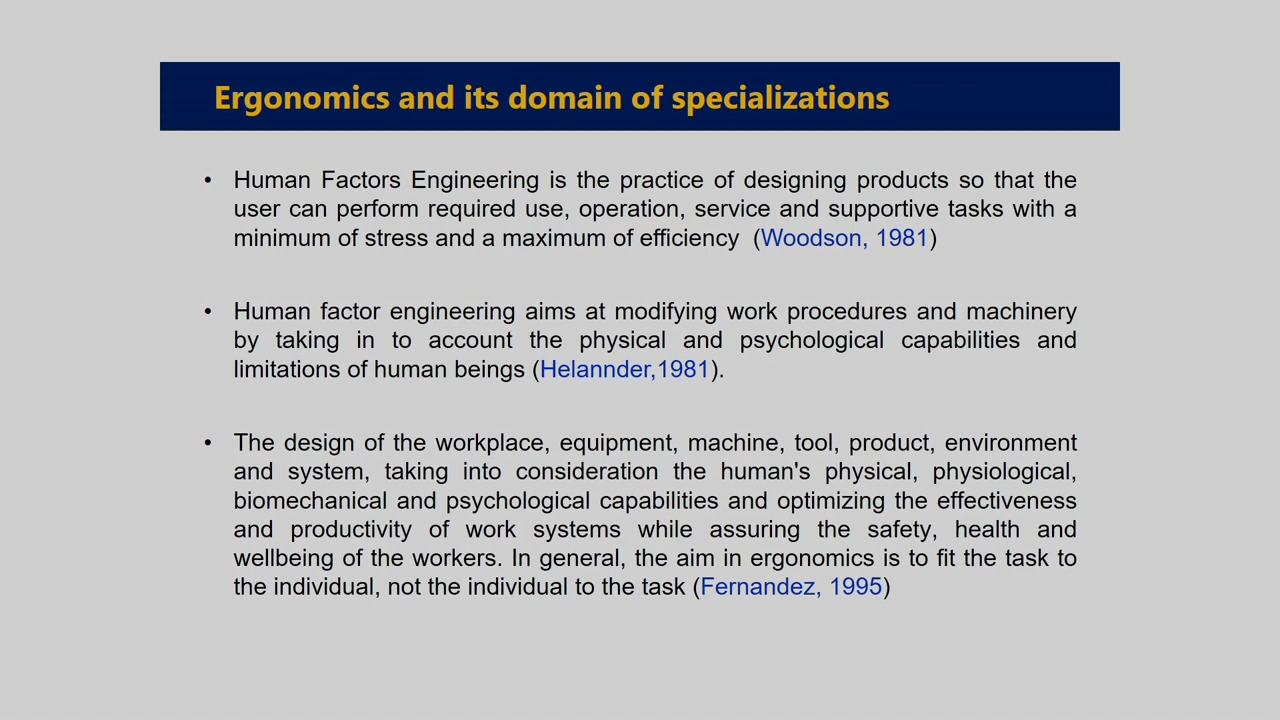 Ergonomics and its domain of specializations
• Human Factors Engineering is the practice of designing products so that the
user can perform required use, operation, service and supportive tasks with a
minimum of stress and a maximum of efficiency (Woodson, 1981)
• Human factor engineering aims at modifying work procedures and machinery
by taking in to account the physical and psychological capabilities and
limitations of human beings (Helannder,1981).
• The design of the workplace, equipment, machine, tool, product, environment
and system, taking into consideration the human's physical, physiological,
biomechanical and psychological capabilities and optimizing the effectiveness
and productivity of work systems while assuring the safety, health and
wellbeing of the workers. In general, the aim in ergonomics is to fit the task to
the individual, not the individual to the task (Fernandez, 1995)